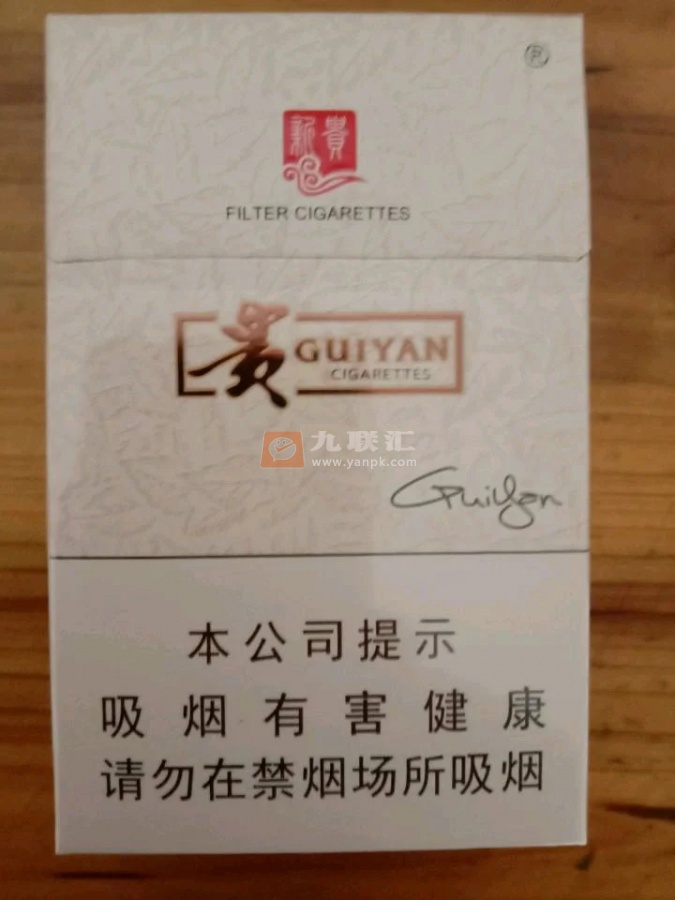 R
新貴
FILTER CIGARETTES
贵 GUIYAN
CIGARETTES
九联汇
www.yanpk.com
GuiYan
本公司提示
吸烟有害健康
请勿在禁烟场所吸烟